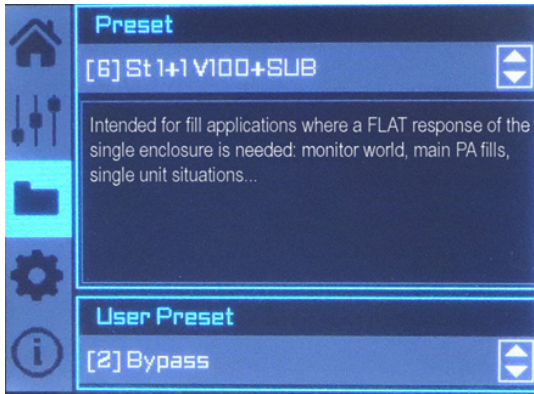 Preset
[6] St 1+1 V100+SUB
Intended for fill applications where a FLAT response of the
single enclosure is needed: monitor world, main PA fills,
single unit situations...
User Preset
[2] Bypass
i